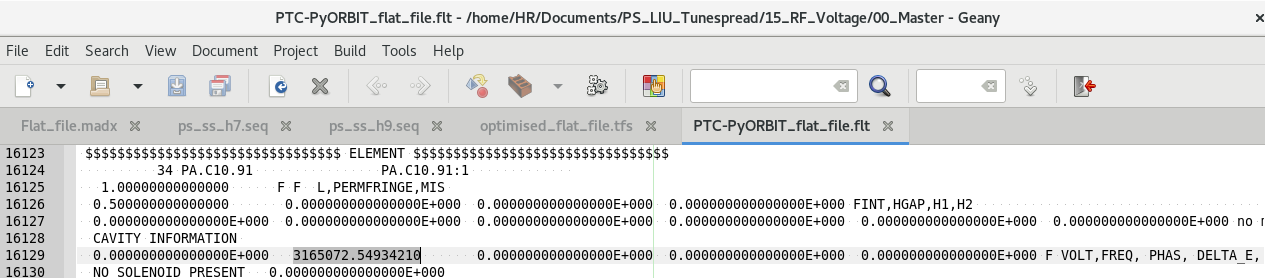 PTC-PyORBIT_flat_file.flt - /home/HR/Documents/PS_LIU_Tunespread/15_RF_Voltage/00_Master - Geany
File Edit Search View Document Project Build Tools Help
Flat_file.madx ps_ss_h7.seq ps_ss_h9.seq optimised_flat_file.tfs PTC-PyORBIT_flat_file.flt
16123 $$$$$$$$$$$$$$$$$$$$$$$$$$$$$$$$ ELEMENT $$$$$$$$$$$$$$$$$$$$$$$$$$$$$$$$
16124 34 PA.C10.91 PA.C10.91:1
16125 1.00000000000000 F F L,PERMFRINGE,MIS
16126 0.500000000000000 0.000000000000000E+000 0.000000000000000E+000 0.000000000000000E+000 FINT,HGAP,H1,H2
16127 0.000000000000000E+000 0.000000000000000E+000 0.000000000000000E+000 0.000000000000000E+000 0.000000000000000E+000 0.000000000000000E+000 no
16128 CAVITY INFORMATION
16129 0.000000000000000E+000 3165072.54934210 0.000000000000000E+000 0.000000000000000E+000 0.000000000000000E+000 F VOLT,FREQ, PHAS, DELTA_E,
16130 NO SOLENOID PRESENT 0.000000000000000E+000